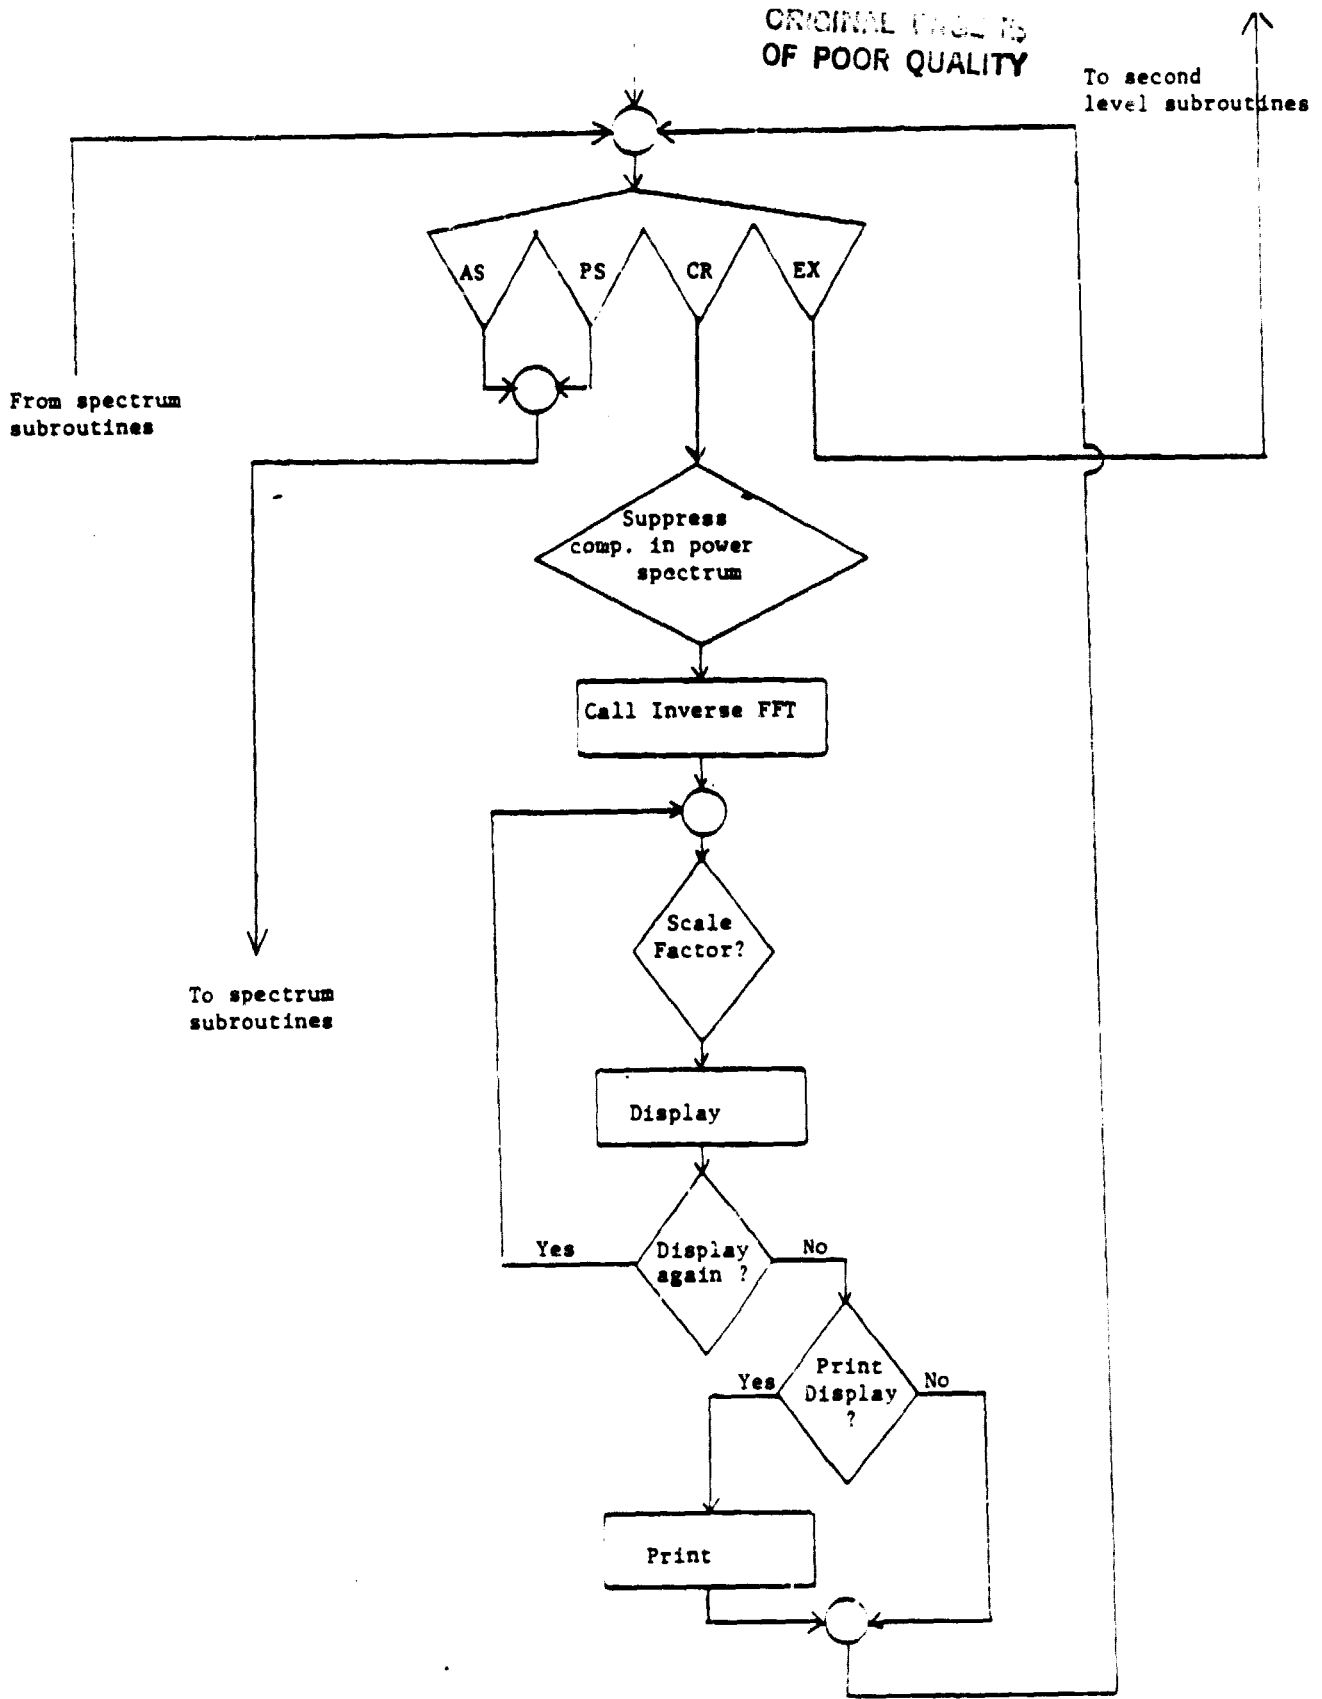 ORIGINAL PAGE IS
OF POOR QUALITY
To second
level subroutines
AS
PS
CR
EX
From spectrum
subroutines
Suppress
comp. in power
spectrum
Call Inverse FFT
Scale
Factor?
To spectrum
subroutines
Display
Yes
Display
again ?
No
Yes
Print
Display
?
No
Print